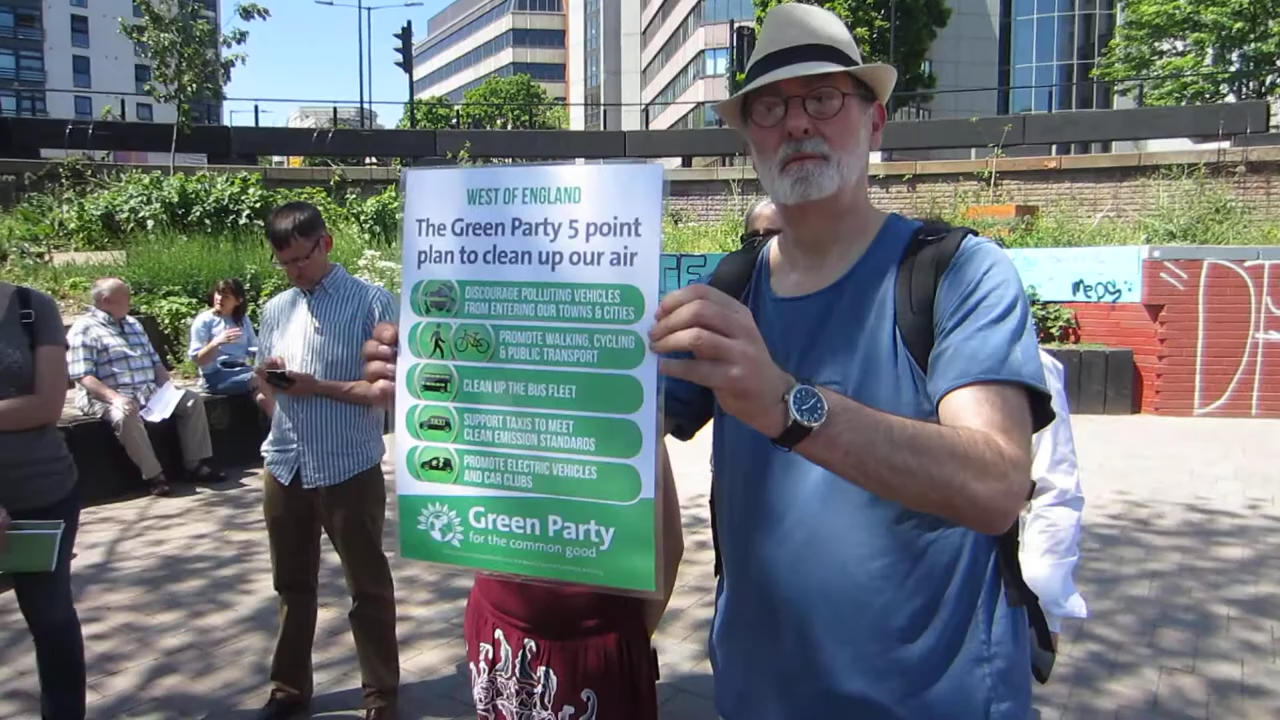 WEST OF ENGLAND
The Green Party 5 point
plan to clean up our air
DISCOURAGE POLLUTING VEHICLES
FROM ENTERING OUR TOWNS & CITIES
PROMOTE WALKING, CYCLING
& PUBLIC TRANSPORT
CLEAN UP THE BUS FLEET
SUPPORT TAXIS TO MEET
CLEAN EMISSION STANDARDS
PROMOTE ELECTRIC VEHICLES
AND CAR CLUBS
Green Party
for the common good